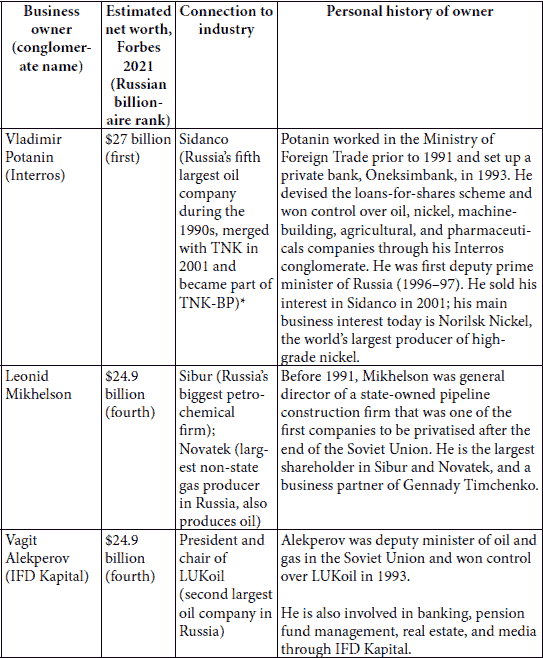 Business owner (conglomer-ate name)
Estimated net worth, Forbes 2021 (Russian billion-aire rank)
Connection to industry
Personal history of owner
Vladimir
Potanin
(Interros)
$27 billion
(first)
Sidanco
(Russia's fifth
largest oil
company
during the
1990s, merged
with TNK in
2001 and
became part of
TNK-BP)*
Potanin worked in the Ministry of
Foreign Trade prior to 1991 and set up a
private bank, Oneksimbank, in 1993. He
devised the loans-for-shares scheme and
won control over oil, nickel, machine-
building, agricultural, and pharmaceuti-
cals companies through his Interros
conglomerate. He was first deputy prime
minister of Russia (1996–97). He sold his
interest in Sidanco in 2001; his main
business interest today is Norilsk Nickel,
the world's largest producer of high-
grade nickel.
Leonid
Mikhelson
$24.9
billion
(fourth)
Sibur (Russia's
biggest petro-
chemical
firm);
Novatek (larg-
est non-state
gas producer
in Russia, also
produces oil)
Before 1991, Mikhelson was general
director of a state-owned pipeline
construction firm that was one of the
first companies to be privatised after the
end of the Soviet Union. He is the largest
shareholder in Sibur and Novatek, and a
business partner of Gennady Timchenko.
Vagit
Alekperov
(IFD Kapital)
$24.9
billion
(fourth)
President and
chair of
LUKoil
(second largest
oil company in
Russia)
Alekperov was deputy minister of oil and
gas in the Soviet Union and won control
over LUKoil in 1993.
He is also involved in banking, pension
fund management, real estate, and media
through IFD Kapital.